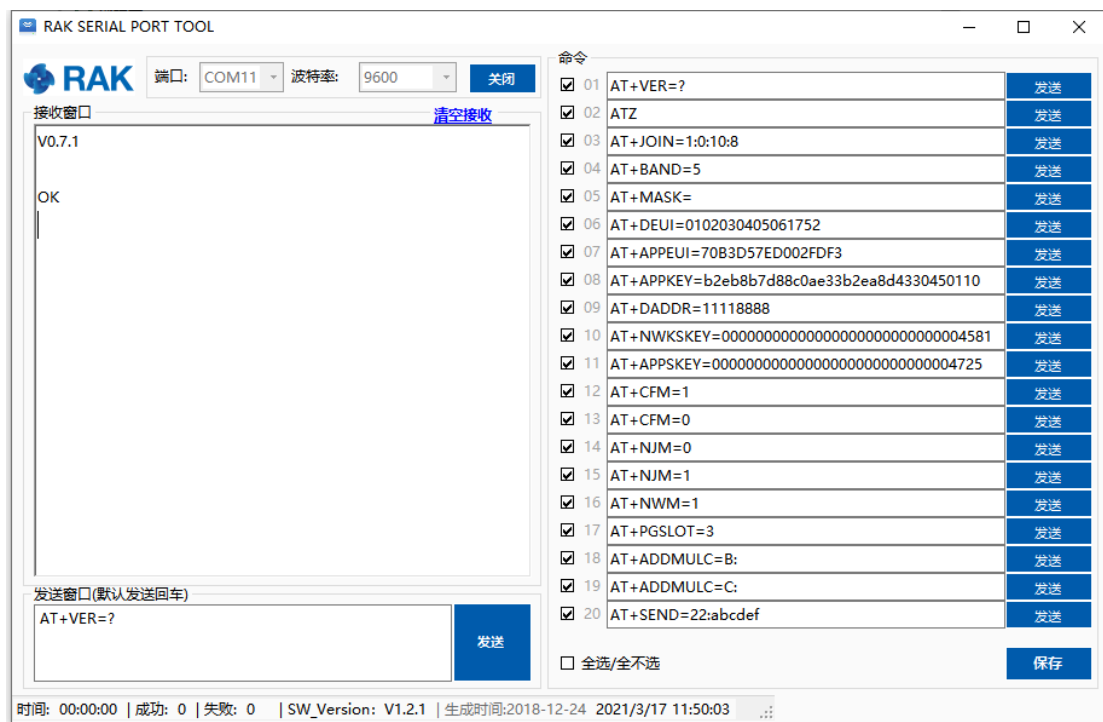 RAK SERIAL PORT TOOL
RAK
端口: COM11 波特率: 9600 关闭
接收窗口 清空接收
V0.7.1
OK
发送窗口(默认发送回车)
AT+VER=?
发送
命令
01 AT+VER=? 发送
02 ATZ 发送
03 AT+JOIN=1:0:10:8 发送
04 AT+BAND=5 发送
05 AT+MASK= 发送
06 AT+DEUI=0102030405061752 发送
07 AT+APPEUI=70B3D57ED002FDF3 发送
08 AT+APPKEY=b2eb8b7d88c0ae33b2ea8d4330450110 发送
09 AT+DADDR=11118888 发送
10 AT+NWKSKEY=00000000000000000000000000004581 发送
11 AT+APPSKEY=00000000000000000000000000004725 发送
12 AT+CFM=1 发送
13 AT+CFM=0 发送
14 AT+NJM=0 发送
15 AT+NJM=1 发送
16 AT+NWM=1 发送
17 AT+PGSLOT=3 发送
18 AT+ADDMULC=B: 发送
19 AT+ADDMULC=C: 发送
20 AT+SEND=22:abcdef 发送
全选/全不选 保存
时间: 00:00:00 |成功: 0 |失败: 0 |SW_Version: V1.2.1 |生成时间:2018-12-24 2021/3/17 11:50:03